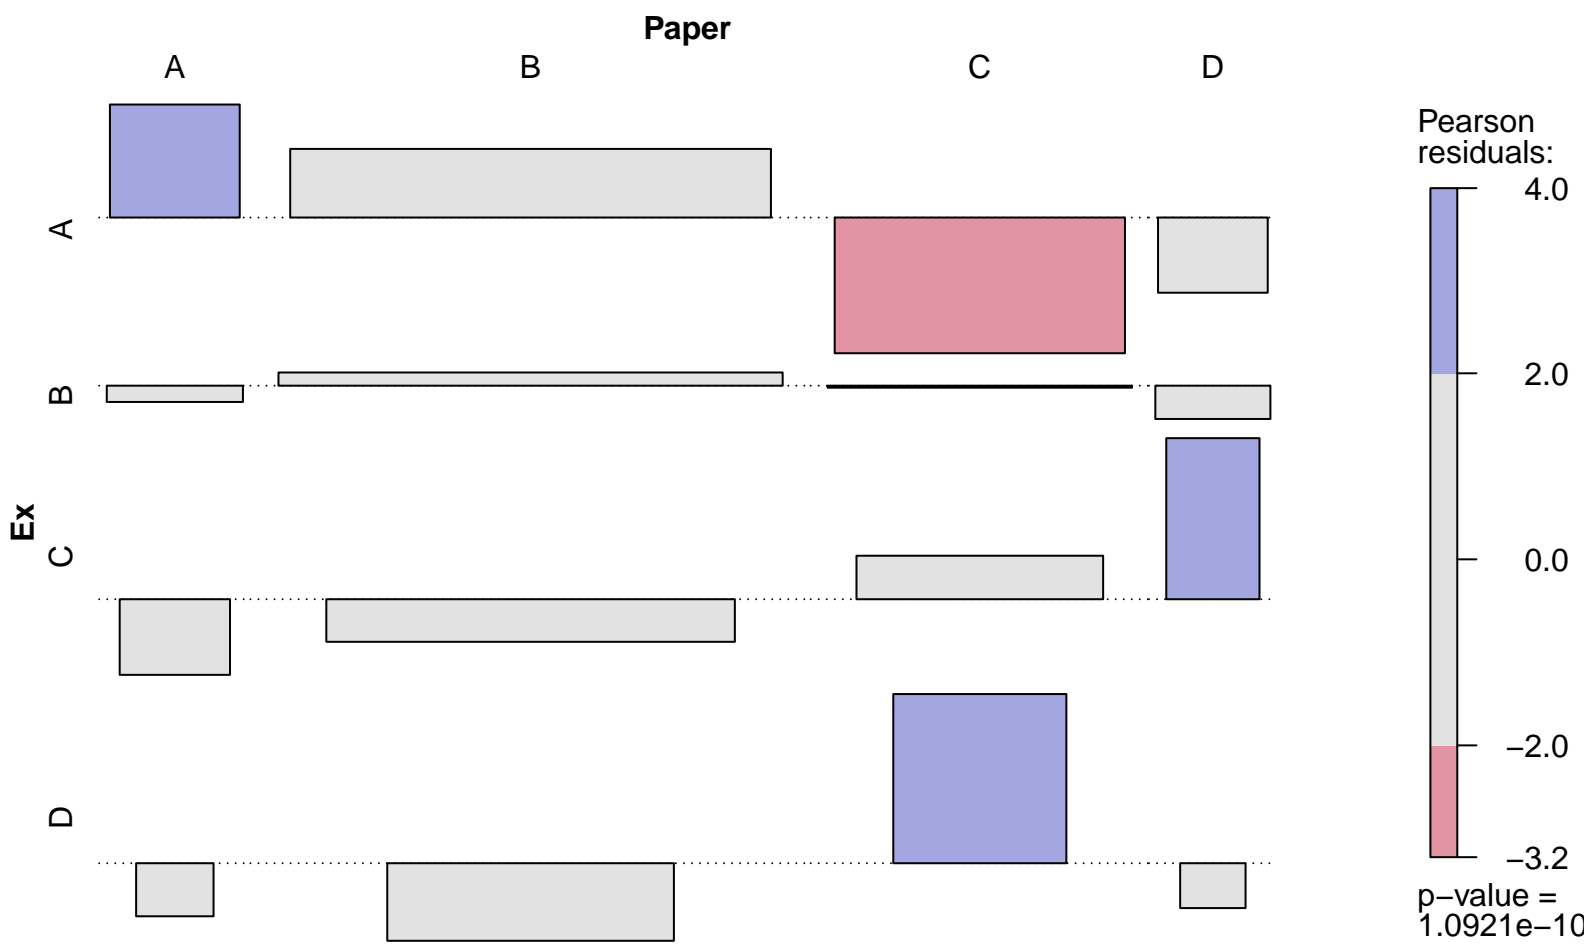 Paper
A
B
C
D
Ex
A
B
C
D
Pearson
residuals:
4.0
2.0
0.0
−2.0
−3.2
p−value =
1.0921e−10